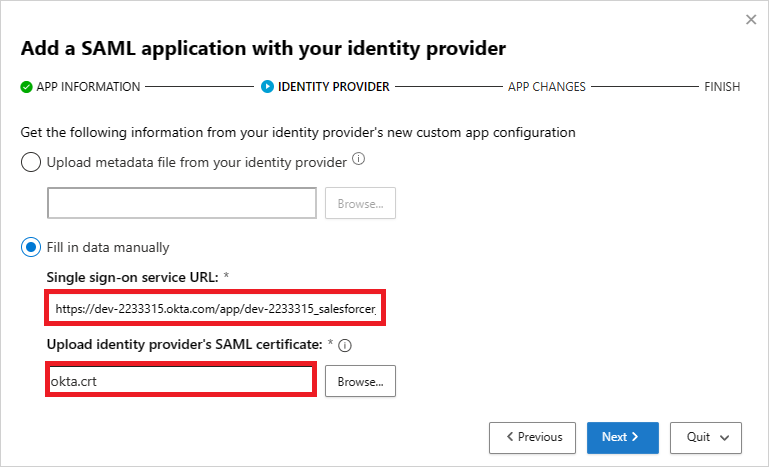 Add a SAML application with your identity provider
APP INFORMATION IDENTITY PROVIDER APP CHANGES FINISH
Get the following information from your identity provider's new custom app configuration
Upload metadata file from your identity provider
Browse...
Fill in data manually
Single sign-on service URL: *
https://dev-2233315.okta.com/app/dev-2233315_salesforcer_
Upload identity provider's SAML certificate: *
okta.crt Browse...
Previous Next Quit